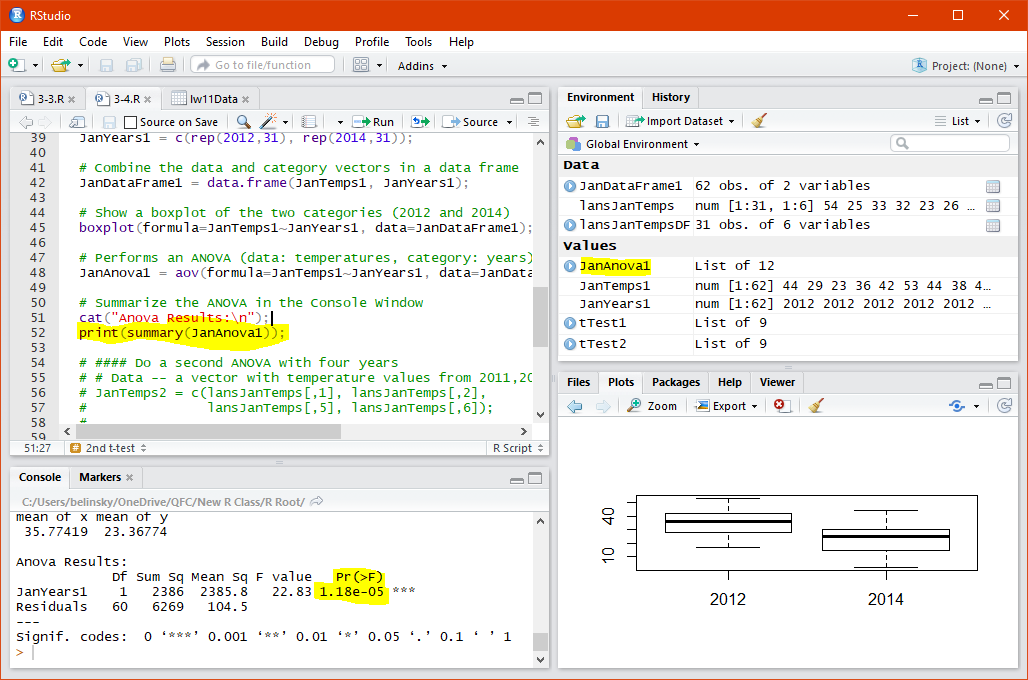 RStudio
File Edit Code View Plots Session Build Debug Profile Tools Help
Go to file/function Addins Project: (None)
3-3.R 3-4.R lw11Data
Source on Save Run Source
39 JanYears1 = c(rep(2012,31), rep(2014,31));
40
41 # Combine the data and category vectors in a data frame
42 JanDataFrame1 = data.frame(JanTemps1, JanYears1);
43
44 # Show a boxplot of the two categories (2012 and 2014)
45 boxplot(formula=JanTemps1~JanYears1, data=JanDataFrame1);
46
47 # Performs an ANOVA (data: temperatures, category: years)
48 JanAnova1 = aov(formula=JanTemps1~JanYears1, data=JanData
49
50 # Summarize the ANOVA in the Console Window
51 cat("Anova Results:\n");
52 print(summary(JanAnova1));
53
54 # #### Do a second ANOVA with four years
55 # # Data -- a vector with temperature values from 2011,20
56 # JanTemps2 = c(lansJanTemps[,1], lansJanTemps[,2],
57 # lansJanTemps[,5], lansJanTemps[,6]);
58 #
59
51:27 # 2nd t-test R Script
Console Markers
C:/Users/belinsky/OneDrive/QFC/New R Class/R Root/
mean of x mean of y
35.77419 23.36774
Anova Results:
Df Sum Sq Mean Sq F value Pr(>F)
JanYears1 1 2386 2385.8 22.83 1.18e-05 ***
Residuals 60 6269 104.5
---
Signif. codes: 0 ‘***’ 0.001 ‘**’ 0.01 ‘*’ 0.05 ‘.’ 0.1 ‘ ’ 1
>
Environment History
Import Dataset List
Global Environment
Data
JanDataFrame1 62 obs. of 2 variables
lansJanTemps num [1:31, 1:6] 54 25 33 32 23 26 …
lansJanTempsDF 31 obs. of 6 variables
Values
JanAnova1 List of 12
JanTemps1 num [1:62] 44 29 23 36 42 53 44 38 4…
JanYears1 num [1:62] 2012 2012 2012 2012 2012 …
tTest1 List of 9
tTest2 List of 9
Files Plots Packages Help Viewer
Zoom Export
40
10
2012 2014